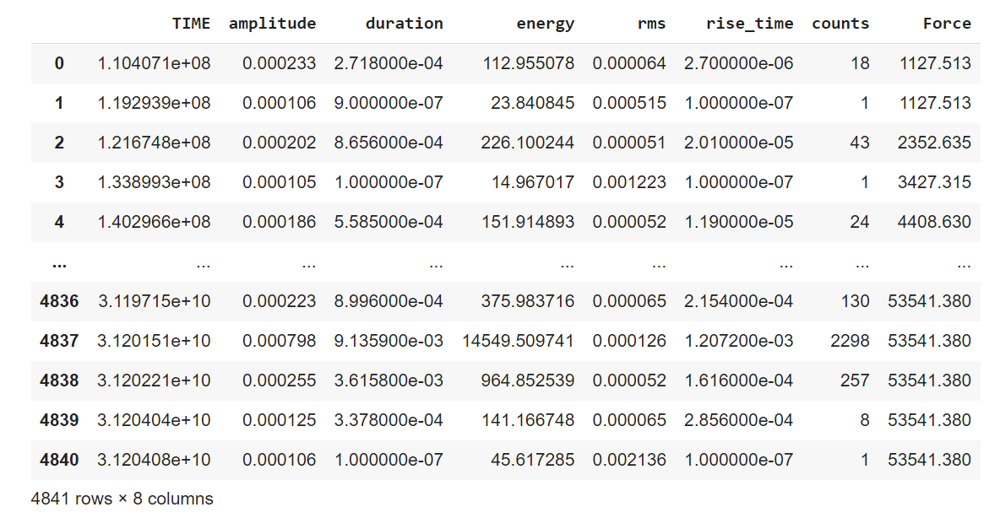 TIME amplitude duration energy rms rise_time counts Force
0 1.104071e+08 0.000233 2.718000e-04 112.955078 0.000064 2.700000e-06 18 1127.513
1 1.192939e+08 0.000106 9.000000e-07 23.840845 0.000515 1.000000e-07 1 1127.513
2 1.216748e+08 0.000202 8.656000e-04 226.100244 0.000051 2.010000e-05 43 2352.635
3 1.338993e+08 0.000105 1.000000e-07 14.967017 0.001223 1.000000e-07 1 3427.315
4 1.402966e+08 0.000186 5.585000e-04 151.914893 0.000052 1.190000e-05 24 4408.630
... ... ... ... ... ... ... ... ...
4836 3.119715e+10 0.000223 8.996000e-04 375.983716 0.000065 2.154000e-04 130 53541.380
4837 3.120151e+10 0.000798 9.135900e-03 14549.509741 0.000126 1.207200e-03 2298 53541.380
4838 3.120221e+10 0.000255 3.615800e-03 964.852539 0.000052 1.616000e-04 257 53541.380
4839 3.120404e+10 0.000125 3.378000e-04 141.166748 0.000065 2.856000e-04 8 53541.380
4840 3.120408e+10 0.000106 1.000000e-07 45.617285 0.002136 1.000000e-07 1 53541.380
4841 rows × 8 columns